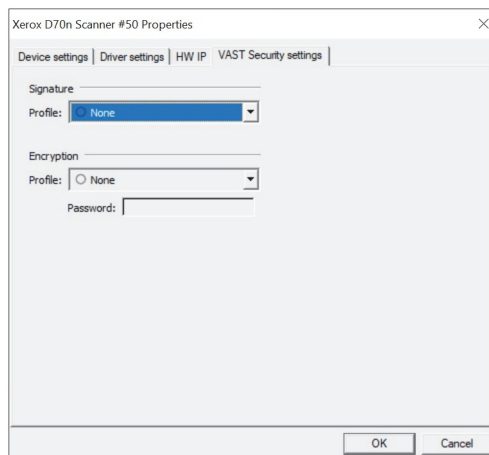 Xerox D70n Scanner #50 Properties
Device settings Driver settings HW IP VAST Security settings
Signature
Profile: None
Encryption
Profile: None
Password:
OK Cancel